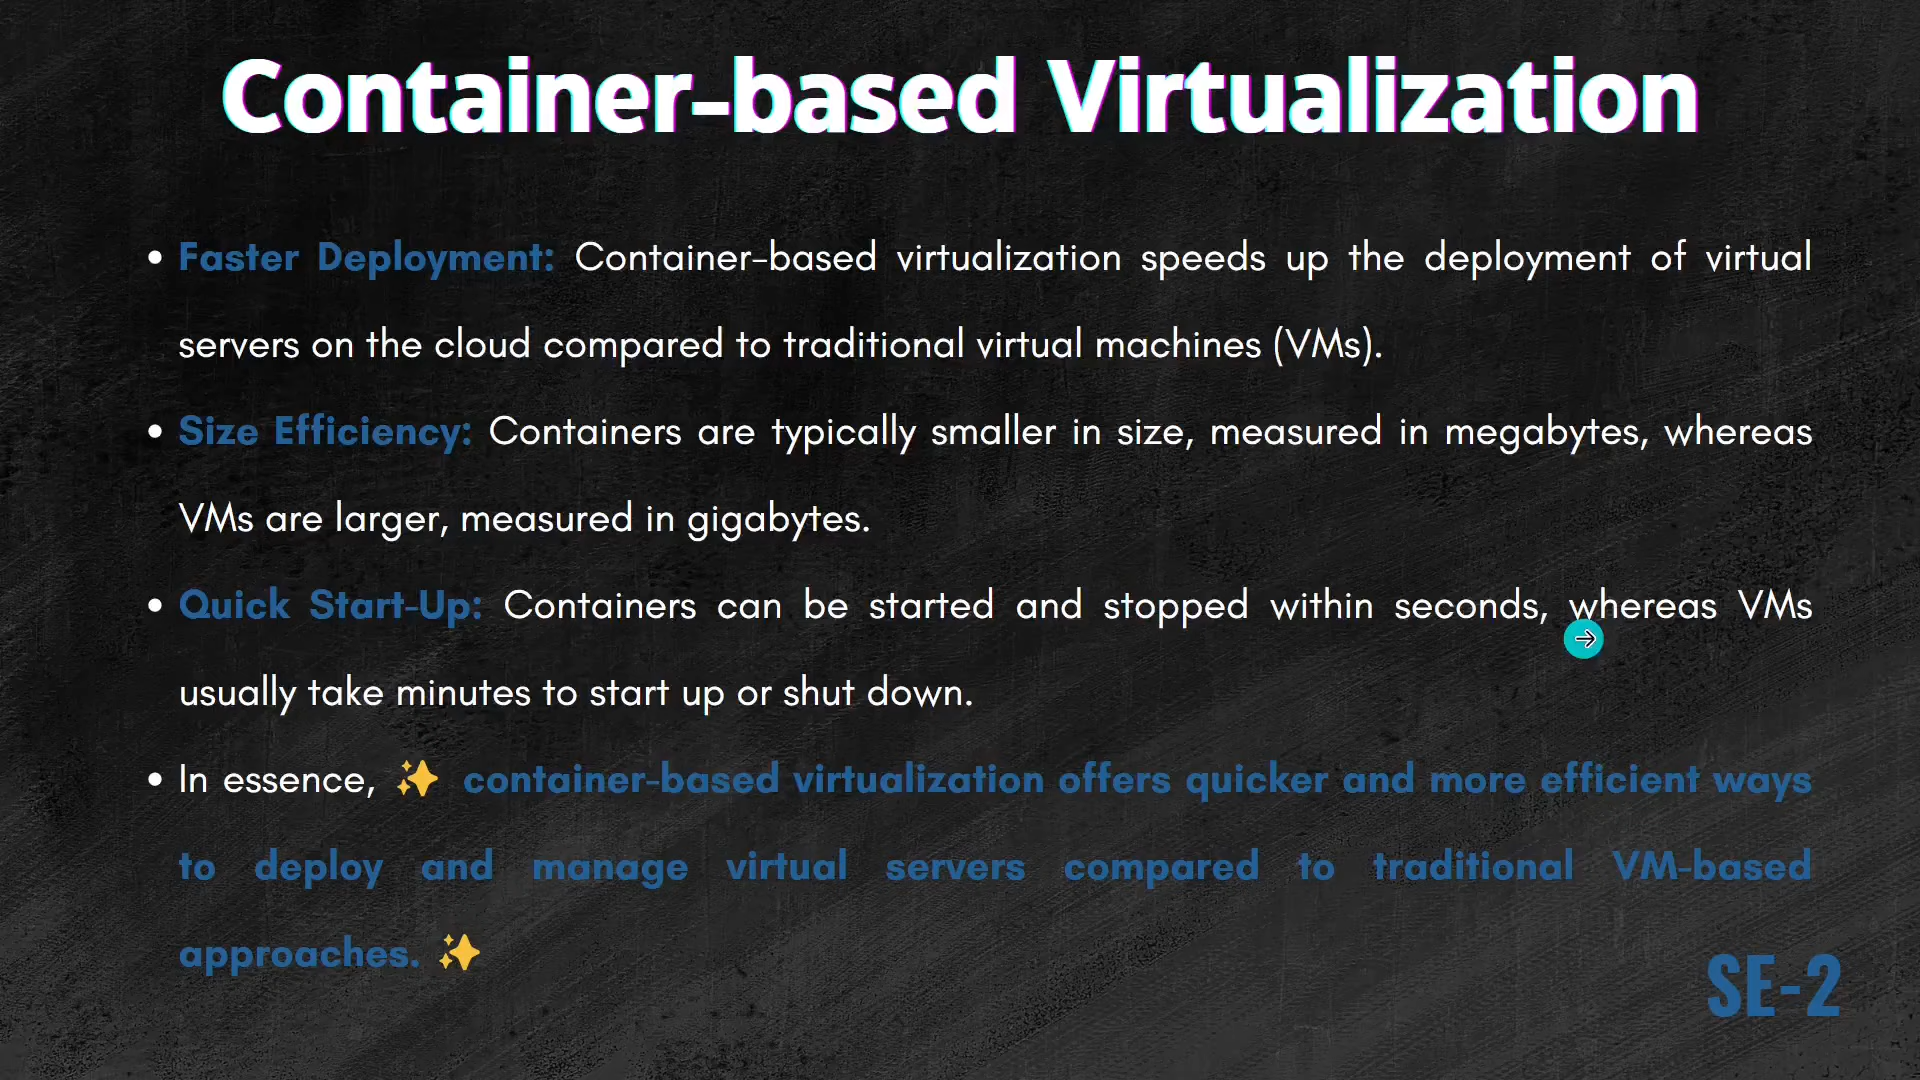 Container-based Virtualization
• Faster Deployment: Container-based virtualization speeds up the deployment of virtual
servers on the cloud compared to traditional virtual machines (VMs).
• Size Efficiency: Containers are typically smaller in size, measured in megabytes, whereas
VMs are larger, measured in gigabytes.
• Quick Start-Up: Containers can be started and stopped within seconds, whereas VMs
usually take minutes to start up or shut down.
• In essence, ✨ container-based virtualization offers quicker and more efficient ways
to deploy and manage virtual servers compared to traditional VM-based
approaches. ✨
SE-2